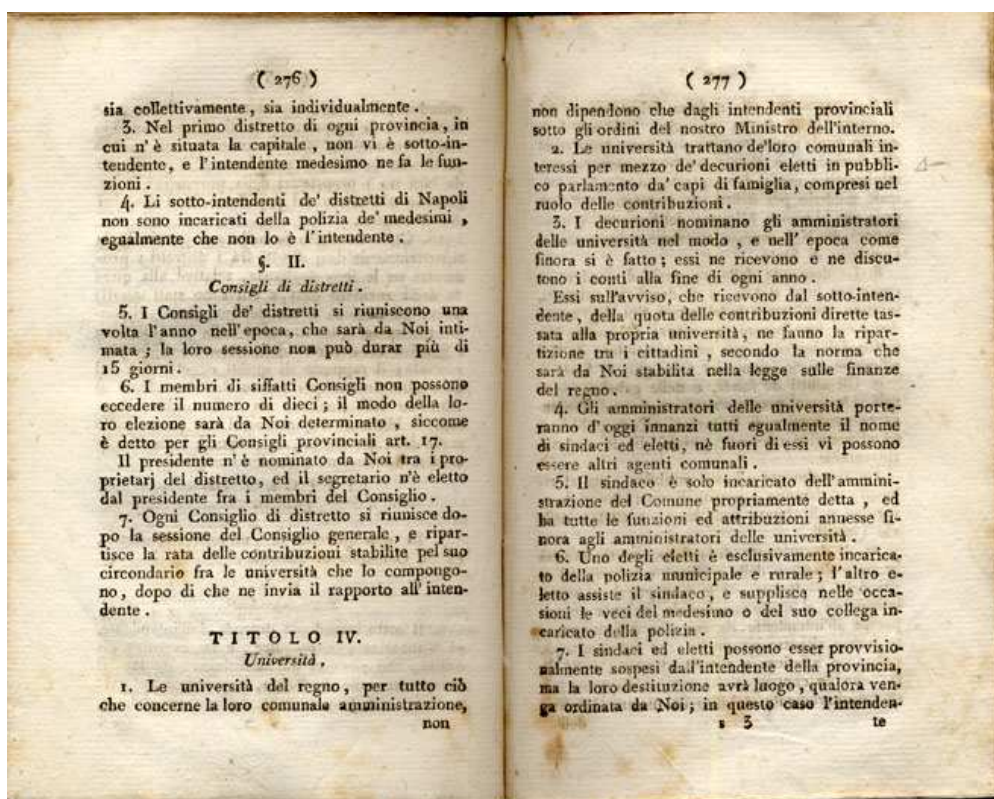 ( 276 )
sia collettivamente, sia individualmente.
3. Nel primo distretto di ogni provincia, in
cui n'è situata la capitale, non vi è sotto-in-
tendente, e l'intendente medesimo ne fa le fun-
zioni.
4. Li sotto-intendenti de' distretti di Napoli
non sono incaricati della polizia de' medesimi,
egualmente che non lo è l'intendente.
§. II.
Consigli di distretti.
5. I Consigli de' distretti si riuniscono una
volta l'anno nell'epoca, che sarà da Noi inti-
mata; la loro sessione non può durar più di
15 giorni.
6. I membri di siffatti Consigli non possono
eccedere il numero di dieci; il modo della lo-
ro elezione sarà da Noi determinato, siccome
è detto per gli Consigli provinciali art. 17.
Il presidente n'è nominato da Noi tra i pro-
prietarj del distretto, ed il segretario n'è eletto
dal presidente fra i membri del Consiglio.
7. Ogni Consiglio di distretto si riunisce do-
po la sessione del Consiglio generale, e ripar-
tisce la rata delle contribuzioni stabilite pel suo
circondario fra le università che lo compongo-
no, dopo di che ne invia il rapporto all'inten-
dente.
TITOLO IV.
Università.
1. Le università del regno, per tutto ciò
che concerne la loro comunale amministrazione,
non
( 277 )
non dipendono che dagli intendenti provinciali
sotto gli ordini del nostro Ministro dell'interno.
2. Le università trattano de'loro comunali in-
teressi per mezzo de'decurioni eletti in pubbli-
co parlamento da' capi di famiglia, compresi nel
ruolo delle contribuzioni.
3. I decurioni nominano gli amministratori
delle università nel modo, e nell'epoca come
finora si è fatto; essi ne ricevono e ne discu-
tono i conti alla fine di ogni anno.
Essi sull'avviso, che ricevono dal sotto-inten-
dente, della quota delle contribuzioni dirette tas-
sata alla propria università, ne fanno la ripar-
tizione tra i cittadini, secondo la norma che
sarà da Noi stabilita nella legge sulle finanze
del regno.
4. Gli amministratori delle università porte-
ranno d'oggi innanzi tutti egualmente il nome
di sindaci ed eletti, nè fuori di essi vi possono
essere altri agenti comunali.
5. Il sindaco è solo incaricato dell'ammini-
strazione del Comune propriamente detta, ed
ha tutte le funzioni ed attribuzioni annesse fi-
nora agli amministratori delle università.
6. Uno degli eletti è esclusivamente incarica-
to della polizia municipale e rurale; l'altro e-
letto assiste il sindaco, e supplisce nelle occa-
sioni le veci del medesimo o del suo collega in-
caricato della polizia.
7. I sindaci ed eletti possono esser provvisio-
nalmente sospesi dall'intendente della provincia,
ma la loro destituzione avrà luogo, qualora ven-
ga ordinata da Noi; in questo caso l'intenden-
s 3 te